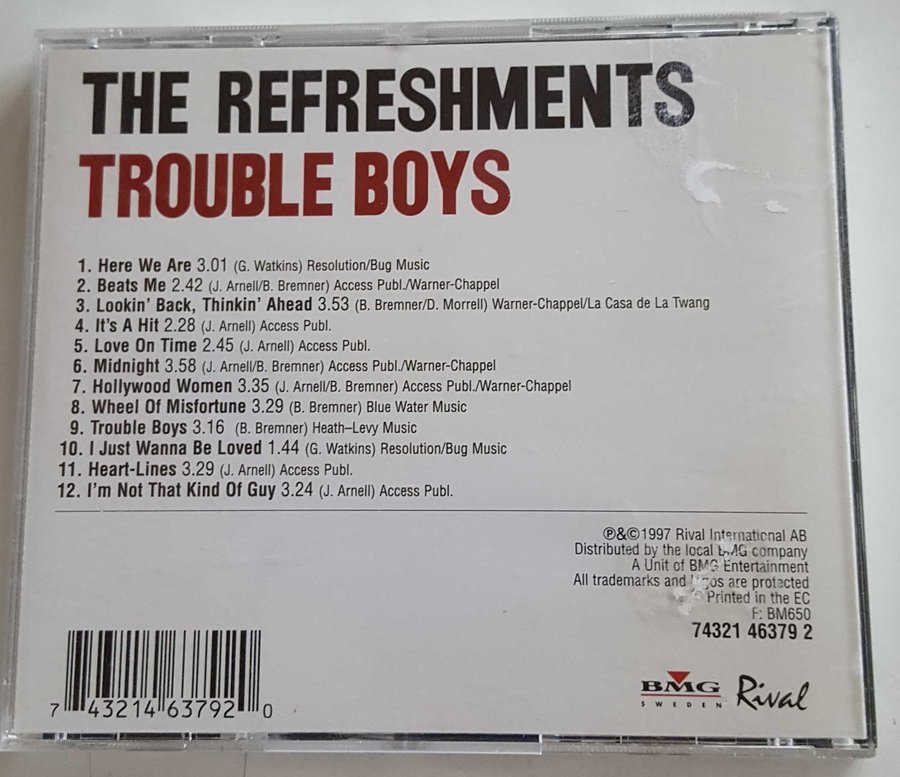 THE REFRESHMENTS
TROUBLE BOYS
1. Here We Are 3.01 (G. Watkins) Resolution/Bug Music
2. Beats Me 2.42 (J. Arnell/B. Bremner) Access Publ./Warner-Chappel
3. Lookin' Back, Thinkin' Ahead 3.53 (B. Bremner/D. Morrell) Warner-Chappel/La Casa de La Twang
4. It's A Hit 2.28 (J. Arnell) Access Publ.
5. Love On Time 2.45 (J. Arnell) Access Publ.
6. Midnight 3.58 (J. Arnell/B. Bremner) Access Publ./Warner-Chappel
7. Hollywood Women 3.35 (J. Arnell/B. Bremner) Access Publ./Warner-Chappel
8. Wheel Of Misfortune 3.29 (B. Bremner) Blue Water Music
9. Trouble Boys 3.16 (B. Bremner) Heath–Levy Music
10. I Just Wanna Be Loved 1.44 (G. Watkins) Resolution/Bug Music
11. Heart-Lines 3.29 (J. Arnell) Access Publ.
12. I'm Not That Kind Of Guy 3.24 (J. Arnell) Access Publ.
℗&©1997 Rival International AB
Distributed by the local BMG company
A Unit of BMG Entertainment
All trademarks and logos are protected
Printed in the EC
F: BM650
74321 46379 2
7 43214 63792 0
BMG
SWEDEN
Rival